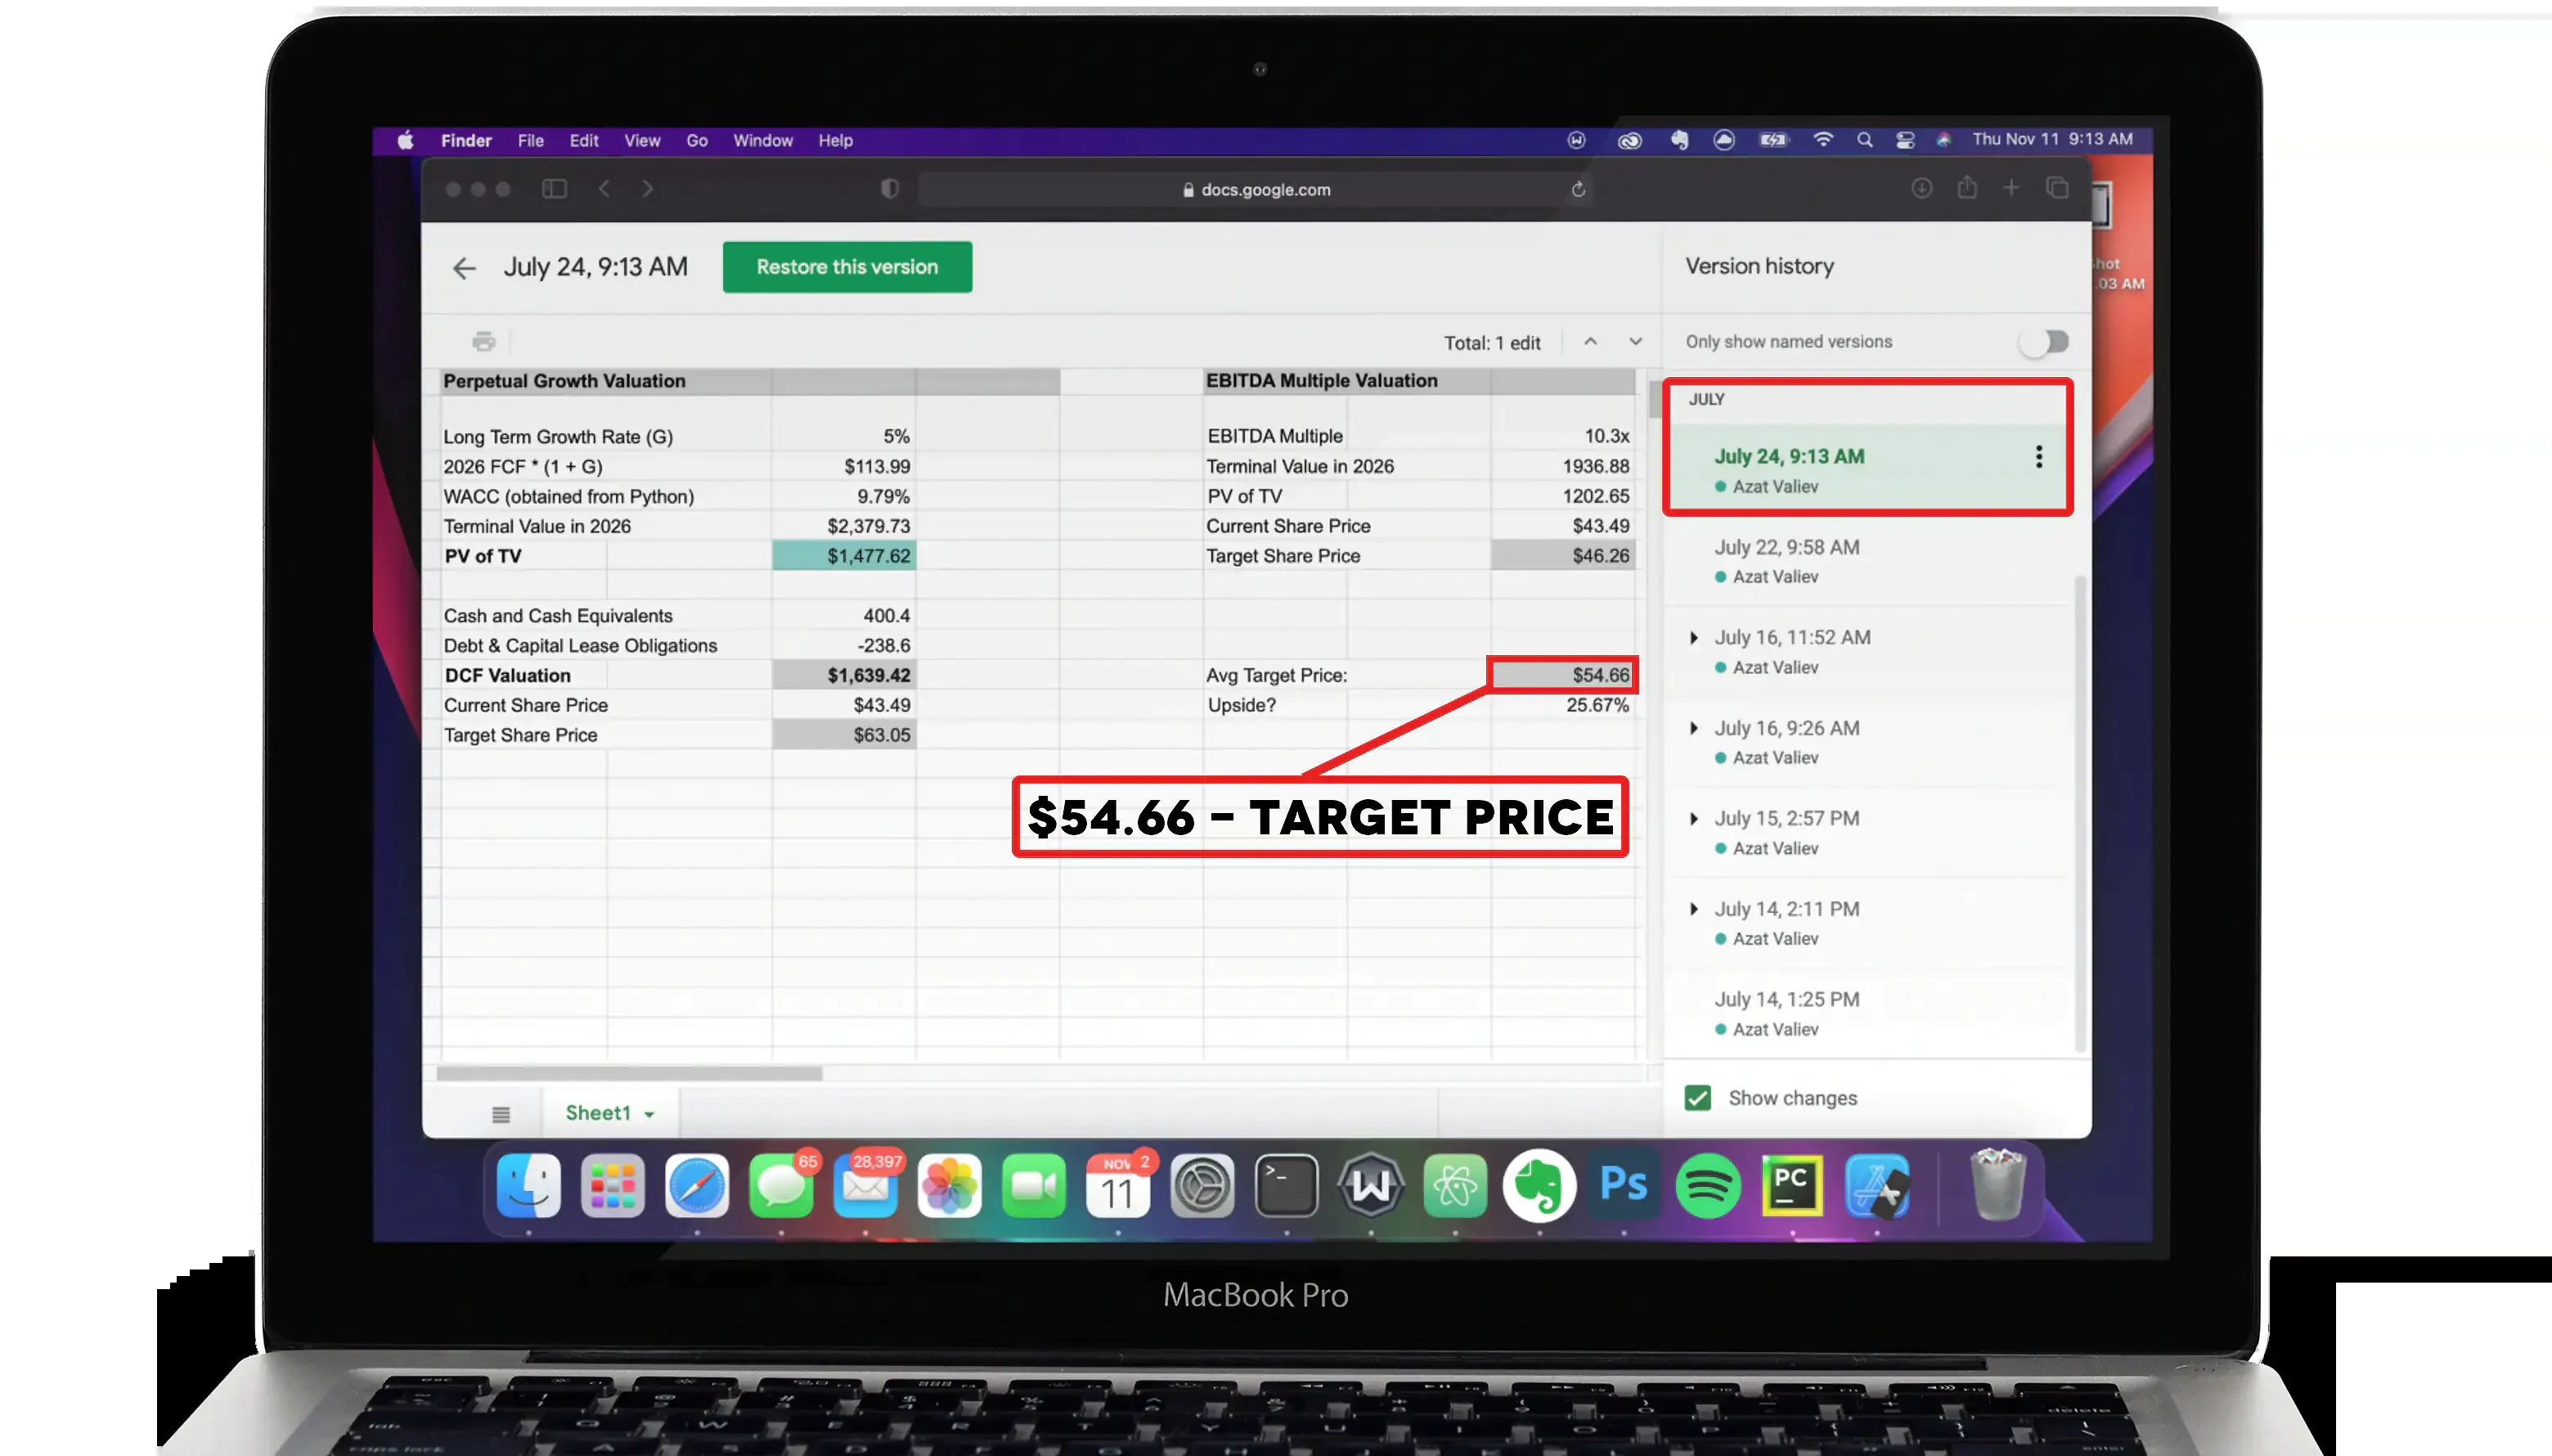 Finder File Edit View Go Window Help Thu Nov 11 9:13 AM
docs.google.com
July 24, 9:13 AM
Restore this version
Total: 1 edit
Perpetual Growth Valuation
Long Term Growth Rate (G) 5%
2026 FCF * (1 + G) $113.99
WACC (obtained from Python) 9.79%
Terminal Value in 2026 $2,379.73
PV of TV $1,477.62
Cash and Cash Equivalents 400.4
Debt & Capital Lease Obligations -238.6
DCF Valuation $1,639.42
Current Share Price $43.49
Target Share Price $63.05
EBITDA Multiple Valuation
EBITDA Multiple 10.3x
Terminal Value in 2026 1936.88
PV of TV 1202.65
Current Share Price $43.49
Target Share Price $46.26
Avg Target Price: $54.66
Upside? 25.67%
$54.66 – TARGET PRICE
Version history
Only show named versions
JULY
July 24, 9:13 AM
Azat Valiev
July 22, 9:58 AM
Azat Valiev
July 16, 11:52 AM
Azat Valiev
July 16, 9:26 AM
Azat Valiev
July 15, 2:57 PM
Azat Valiev
July 14, 2:11 PM
Azat Valiev
July 14, 1:25 PM
Azat Valiev
Show changes
Sheet1
hot
.03 AM
65
28,397
NOV 2
11
W
Ps
PC
MacBook Pro
delete
tab
caps lock
enter